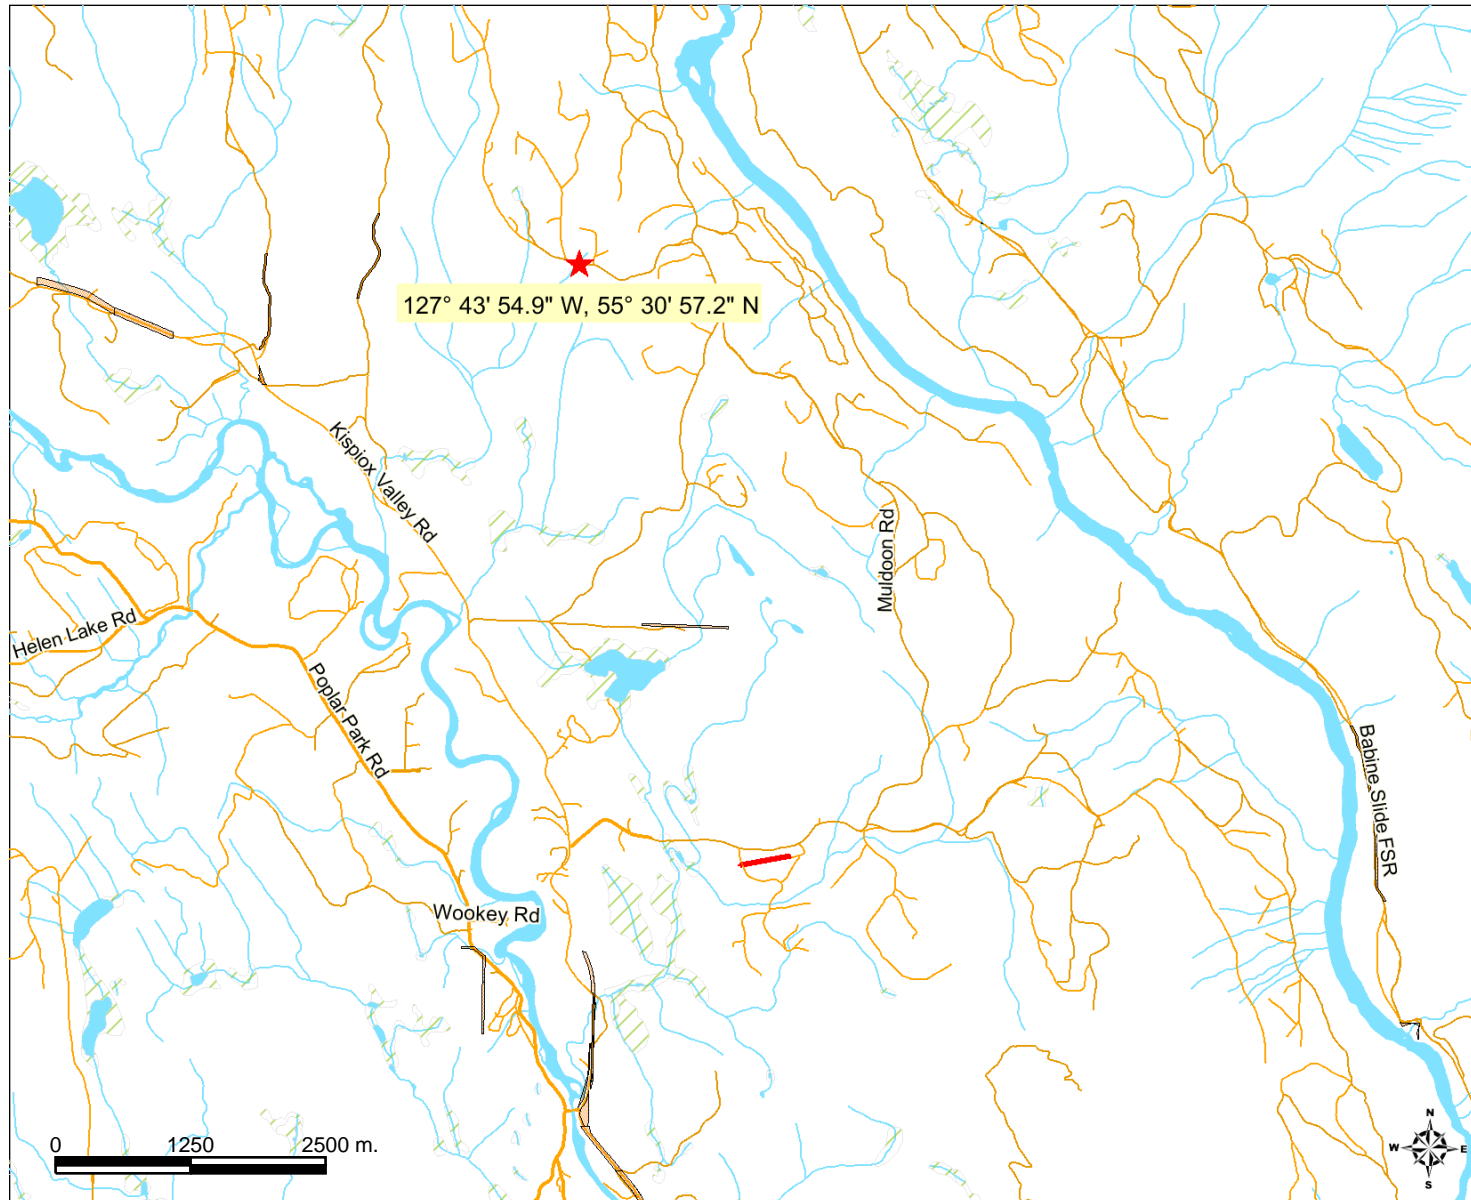 127° 43' 54.9" W, 55° 30' 57.2" N
Kispiox Valley Rd
Muldoon Rd
Helen Lake Rd
Poplar Park Rd
Babine Slide FSR
Wookey Rd
0 1250 2500 m.
N
W E
S